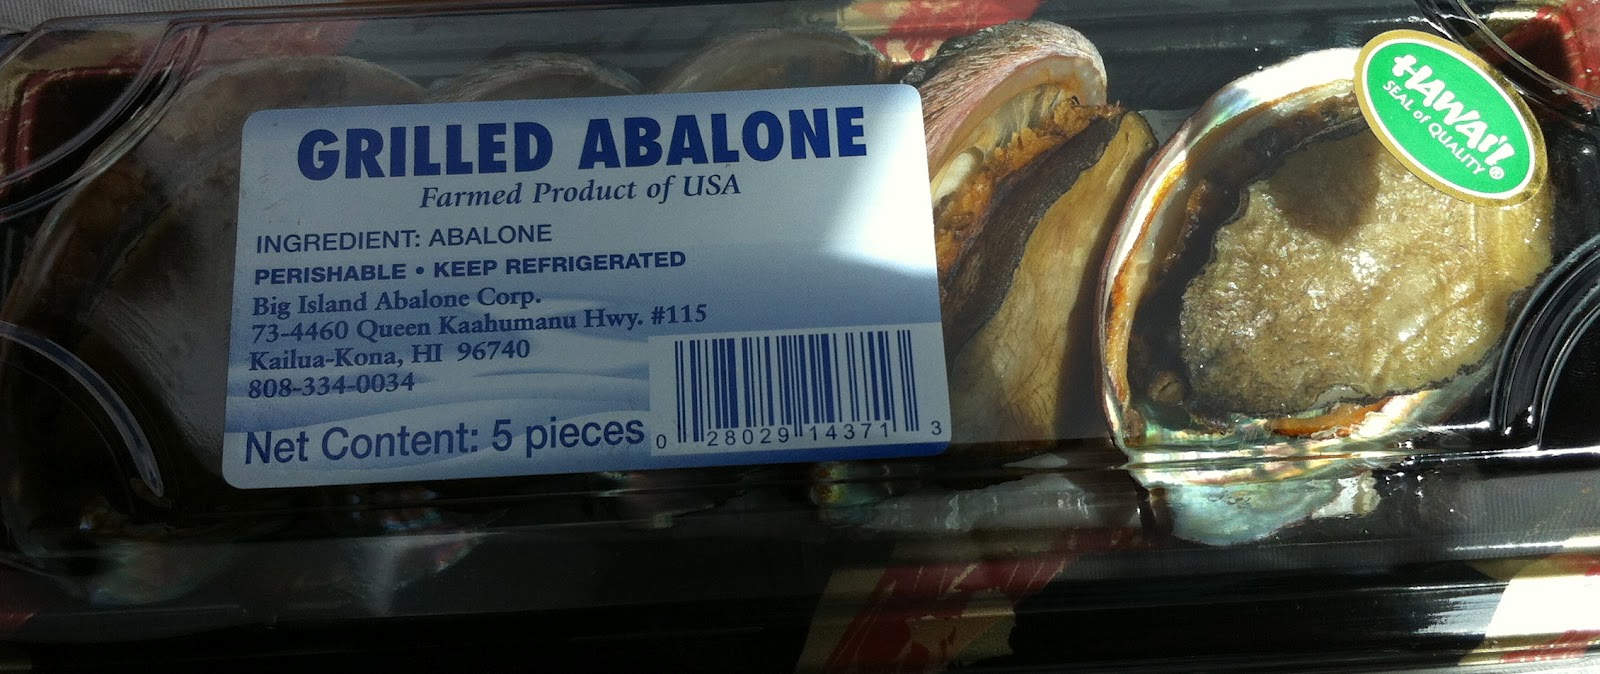 GRILLED ABALONE
Farmed Product of USA
INGREDIENT: ABALONE
PERISHABLE • KEEP REFRIGERATED
Big Island Abalone Corp.
73-4460 Queen Kaahumanu Hwy. #115
Kailua-Kona, HI 96740
808-334-0034
Net Content: 5 pieces
0 28029 14371 3
HAWAI'I
SEAL of QUALITY®